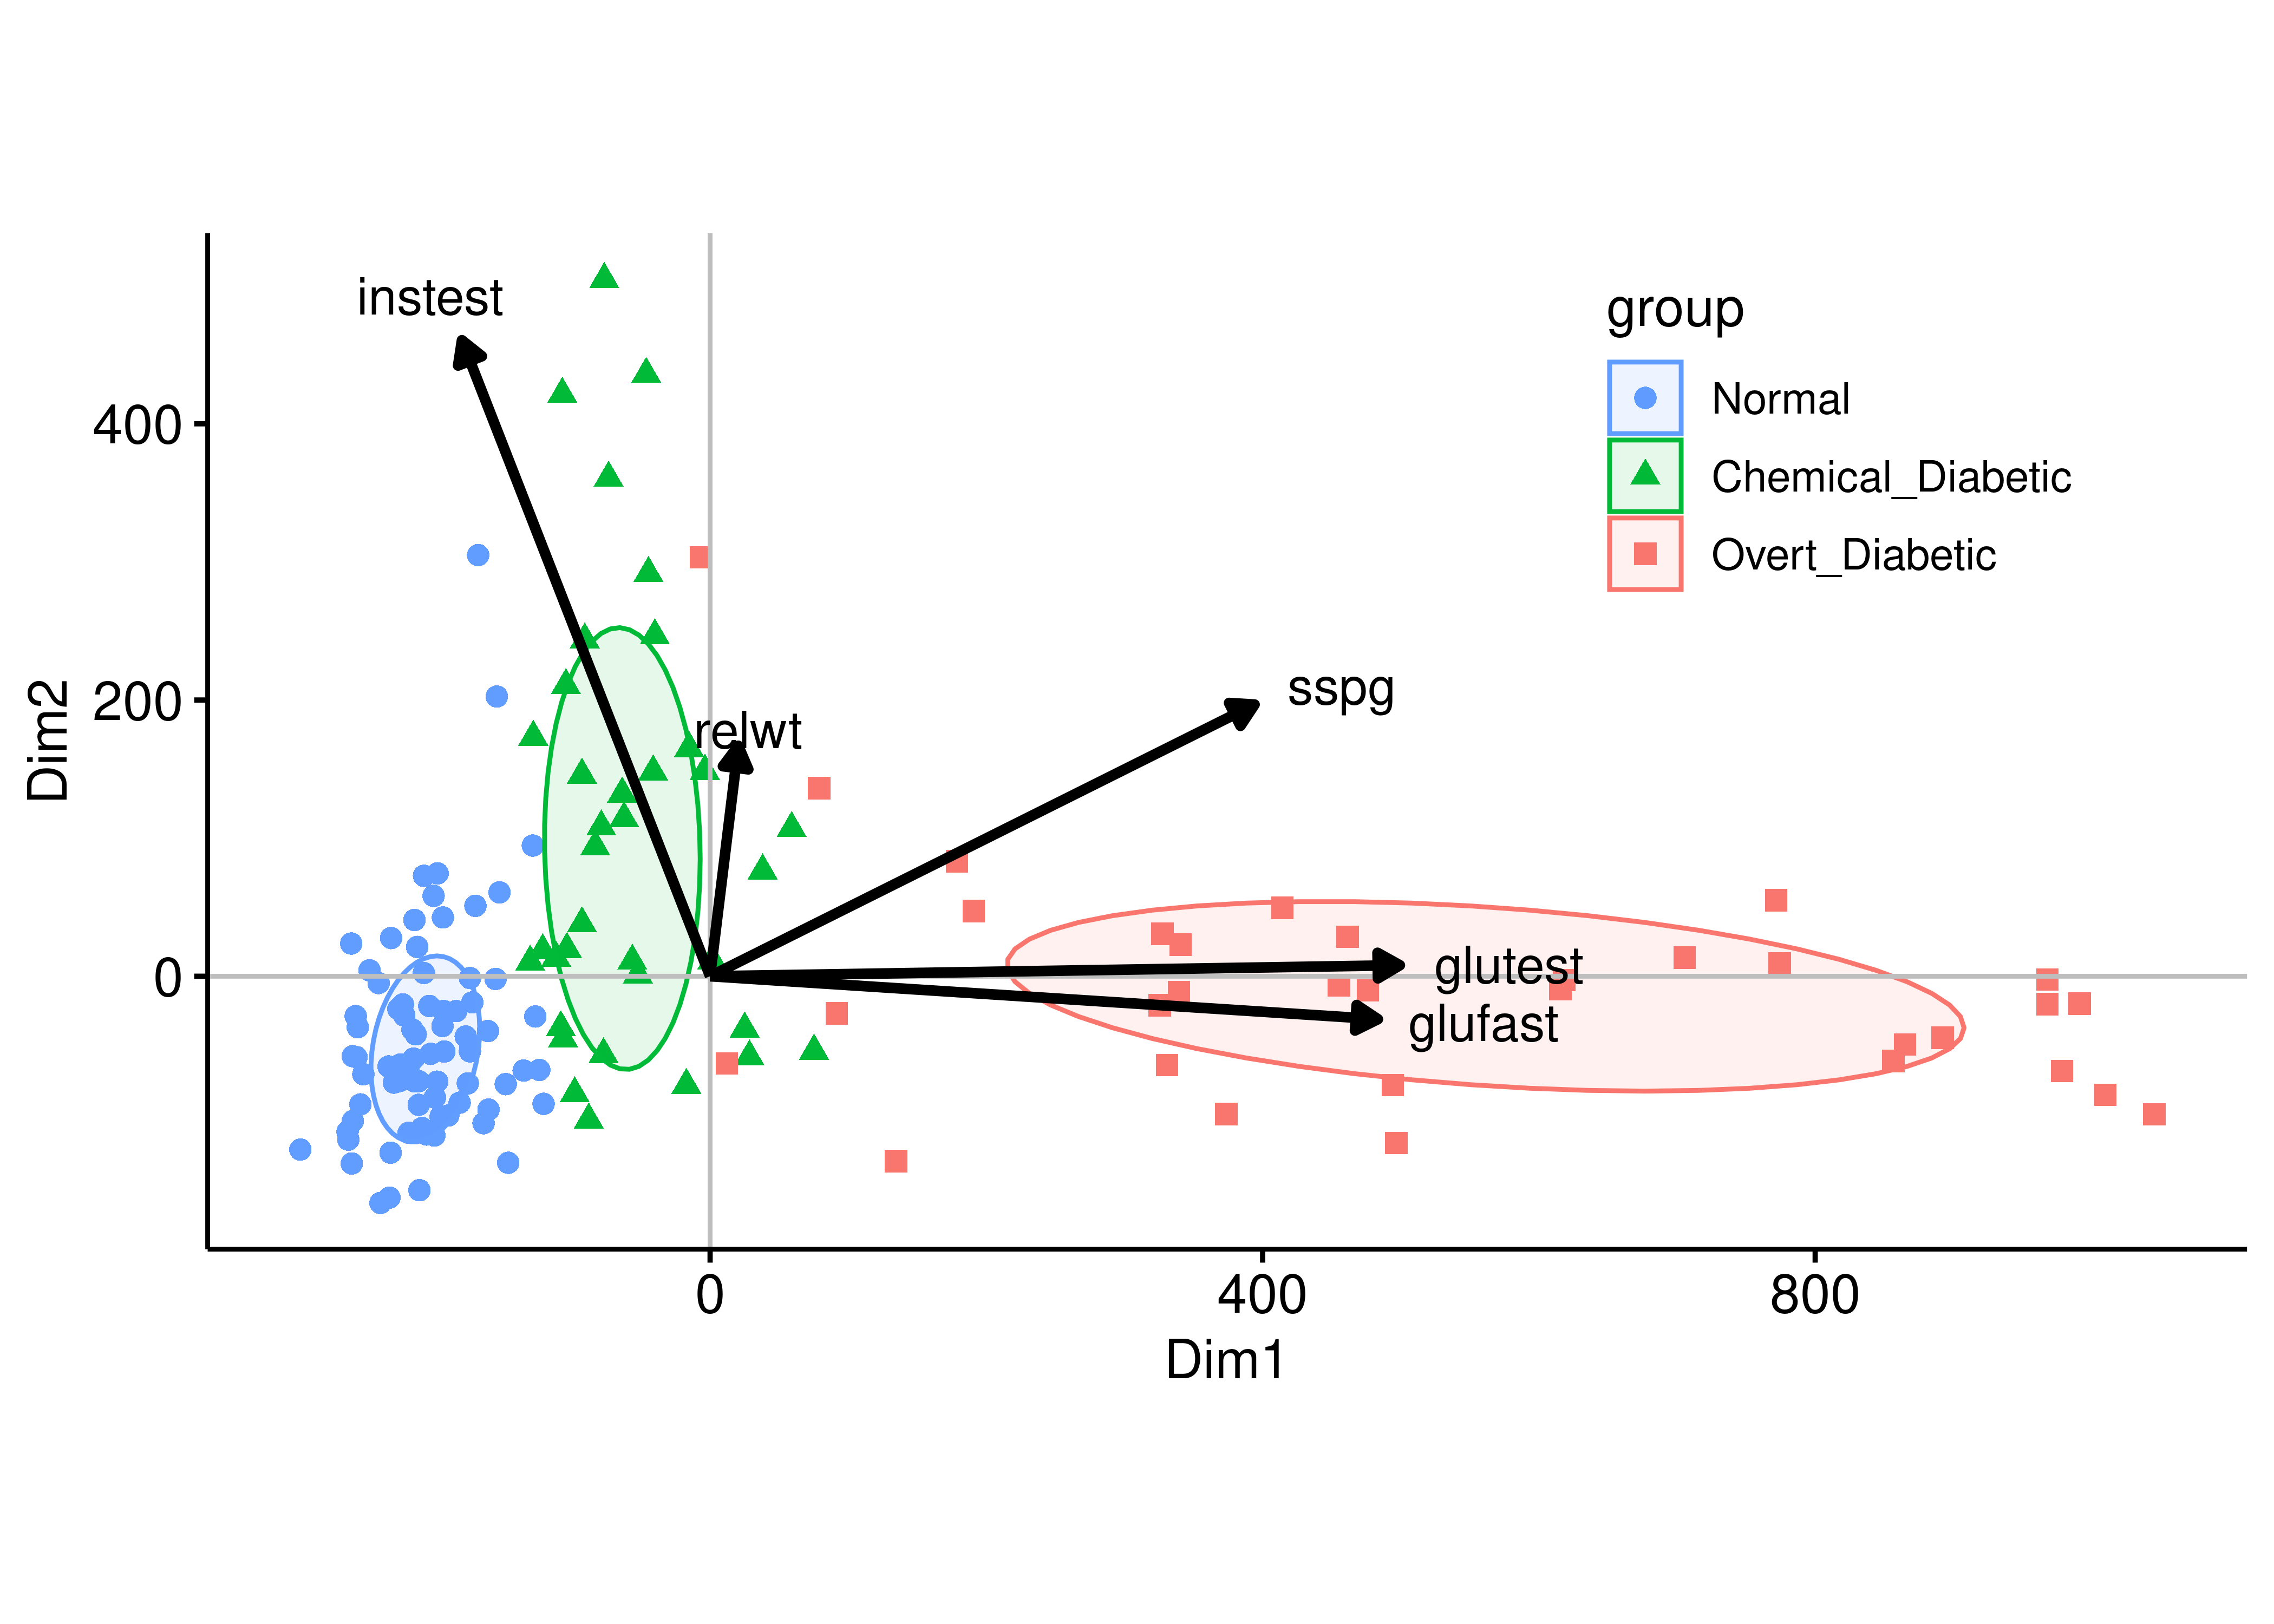 instest
group
Normal
400
Chemical_Diabetic
Overt_Diabetic
sspg
200
relwt
Dim2
glutest
0
glufast
0
400
800
Dim1